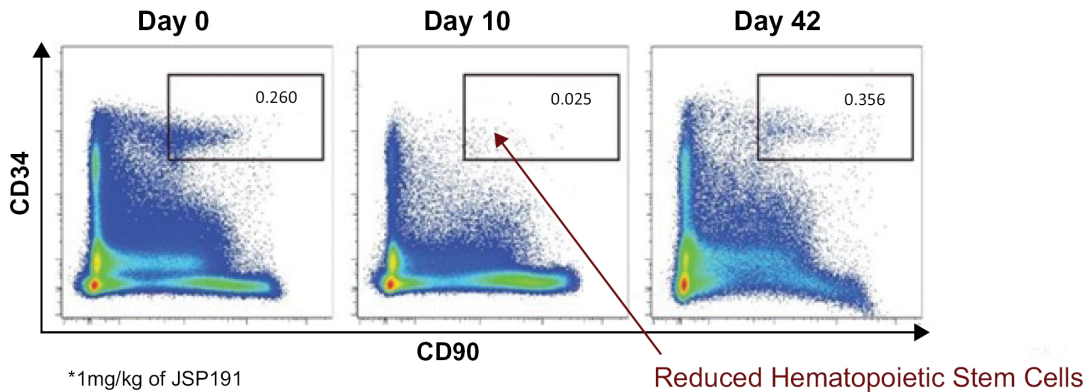 Day 0 Day 10 Day 42
0.260 0.025 0.356
CD34
CD90
*1mg/kg of JSP191
Reduced Hematopoietic Stem Cells